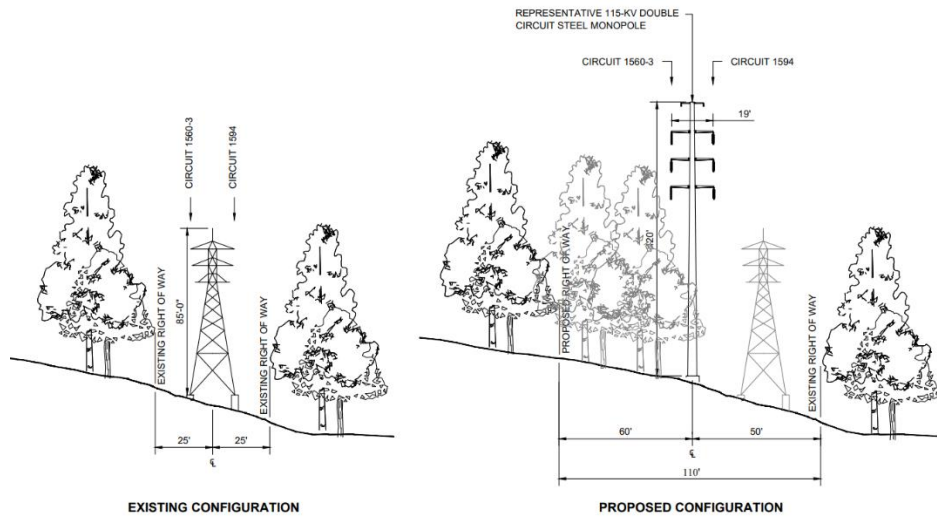 REPRESENTATIVE 115-KV DOUBLE
CIRCUIT STEEL MONOPOLE
CIRCUIT 1560-3
CIRCUIT 1594
19'
CIRCUIT 1560-3
CIRCUIT 1594
85'-0"
EXISTING RIGHT OF WAY
EXISTING RIGHT OF WAY
25'
25'
℄
PROPOSED RIGHT OF WAY
120'
EXISTING RIGHT OF WAY
60'
50'
℄
110'
EXISTING CONFIGURATION
PROPOSED CONFIGURATION